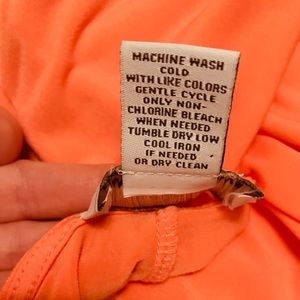 MACHINE WASH
COLD
WITH LIKE COLORS
GENTLE CYCLE
ONLY NON-
CHLORINE BLEACH
WHEN NEEDED
TUMBLE DRY LOW
COOL IRON
IF NEEDED
OR DRY CLEAN